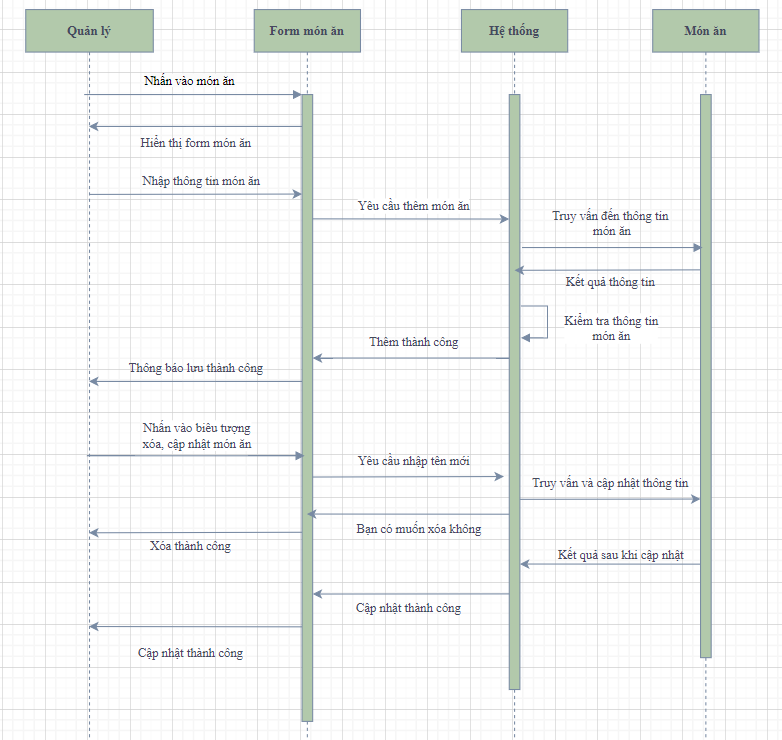 Quản lý
Form món ăn
Hệ thống
Món ăn
Nhấn vào món ăn
Hiển thị form món ăn
Nhập thông tin món ăn
Yêu cầu thêm món ăn
Truy vấn đến thông tin
món ăn
Kết quả thông tin
Kiểm tra thông tin
món ăn
Thêm thành công
Thông báo lưu thành công
Nhấn vào biêu tượng
xóa, cập nhật món ăn
Yêu cầu nhập tên mới
Truy vấn và cập nhật thông tin
Bạn có muốn xóa không
Xóa thành công
Kết quả sau khi cập nhật
Cập nhật thành công
Cập nhật thành công